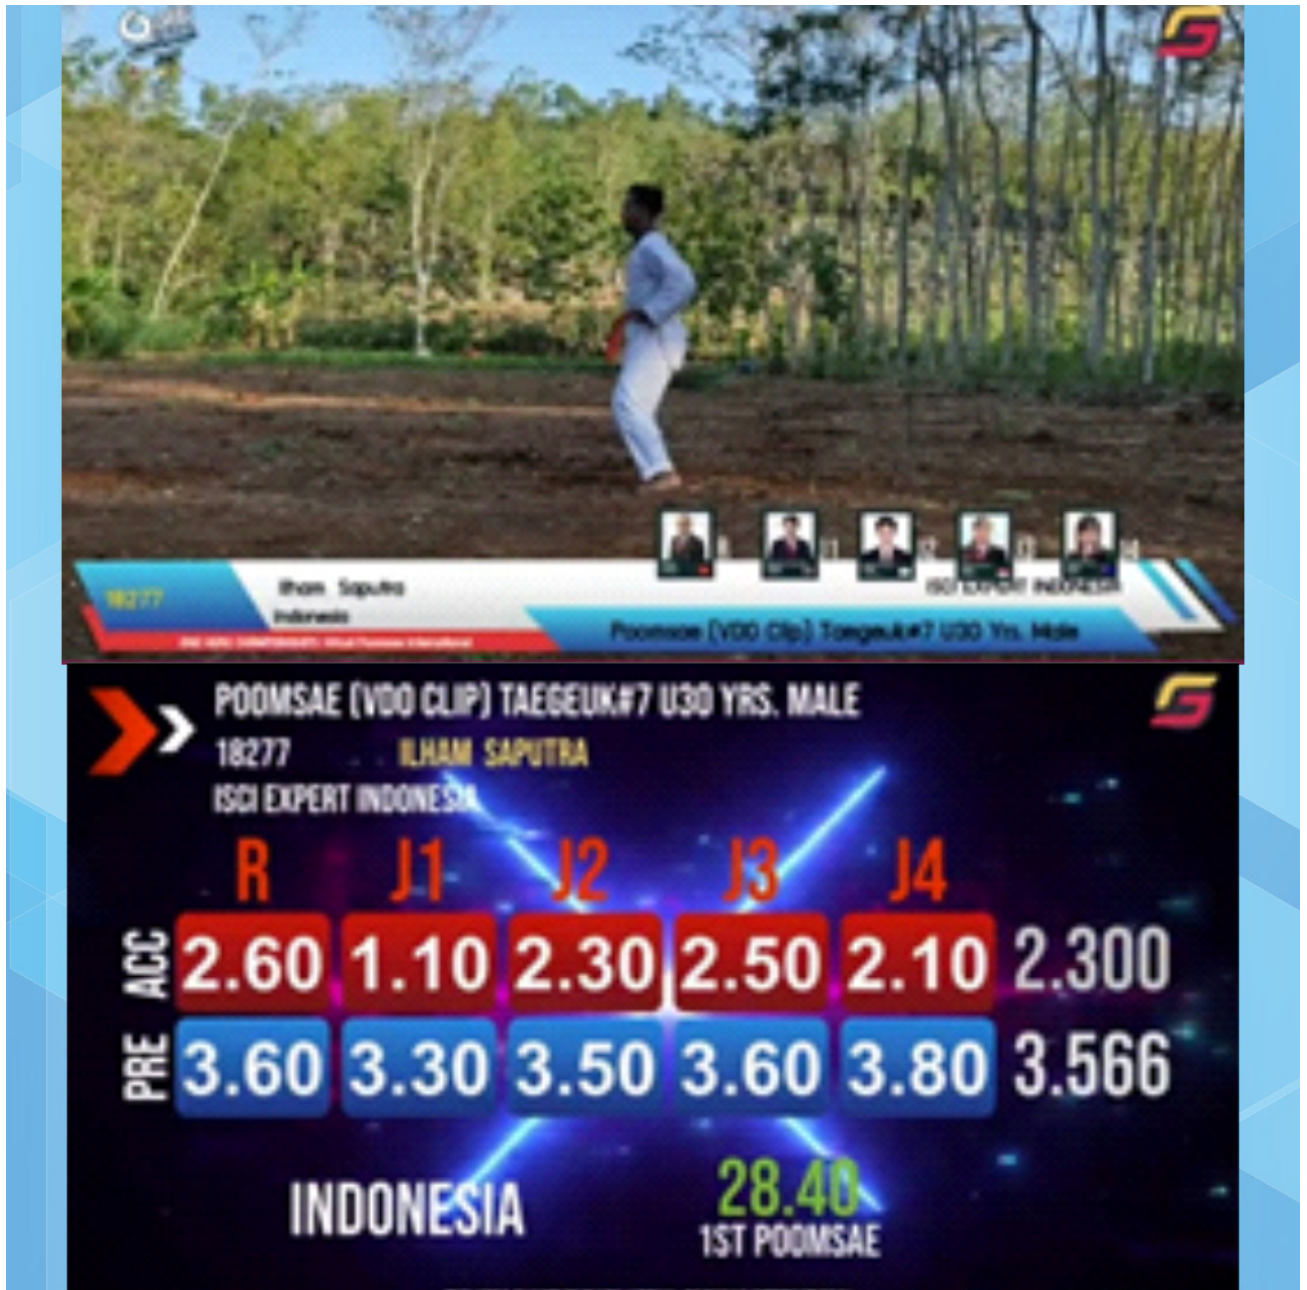 18277
Ilham Saputra
Indonesia
ISCI EXPERT INDONESIA
Poomsae (VDO Clip) Taegeuk#7 U30 Yrs. Male
POOMSAE (VDO CLIP) TAEGEUK#7 U30 YRS. MALE
18277 ILHAM SAPUTRA
ISCI EXPERT INDONESIA
R J1 J2 J3 J4
ACC 2.60 1.10 2.30 2.50 2.10 2.300
PRE 3.60 3.30 3.50 3.60 3.80 3.566
INDONESIA 28.40
1ST POOMSAE